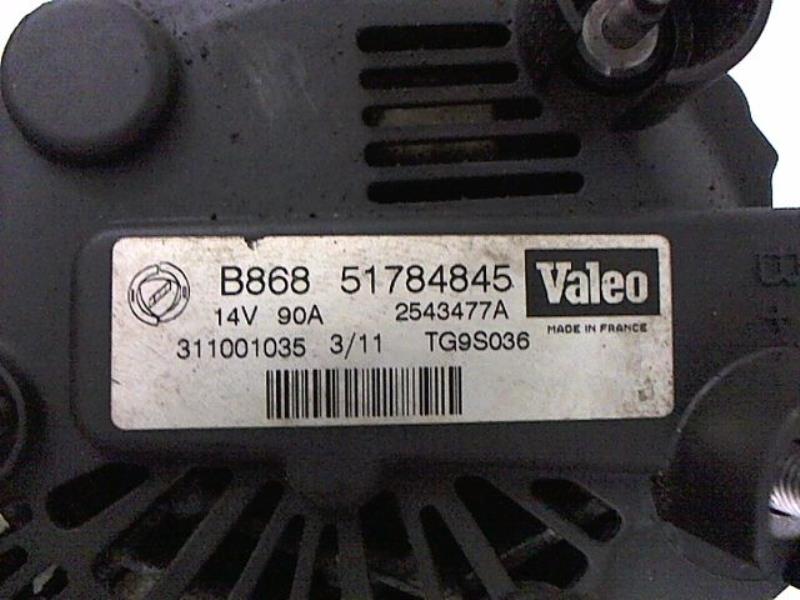 B868 51784845 Valeo
14V 90A 2543477A MADE IN FRANCE
311001035 3/11 TG9S036